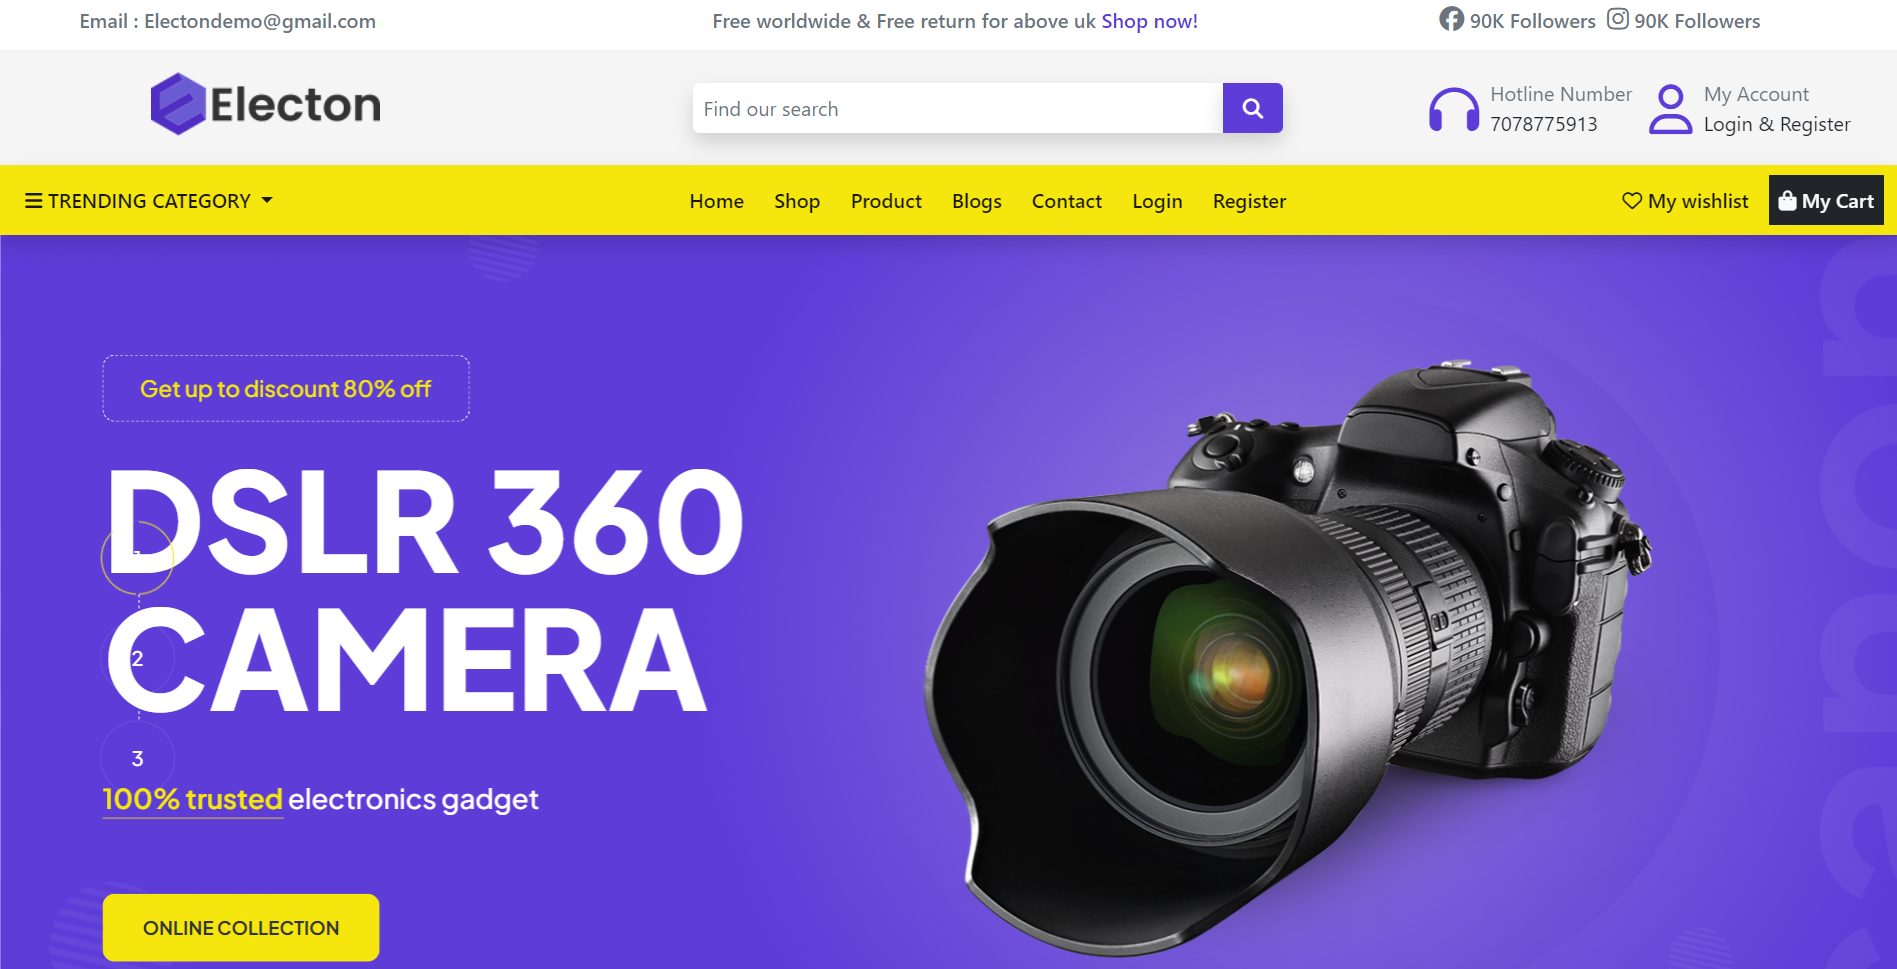 Email : Electondemo@gmail.com
Free worldwide & Free return for above uk Shop now!
90K Followers 90K Followers
Electon
Find our search
Hotline Number
7078775913
My Account
Login & Register
TRENDING CATEGORY
Home Shop Product Blogs Contact Login Register
My wishlist
My Cart
Get up to discount 80% off
DSLR 360
CAMERA
1
2
3
100% trusted electronics gadget
ONLINE COLLECTION